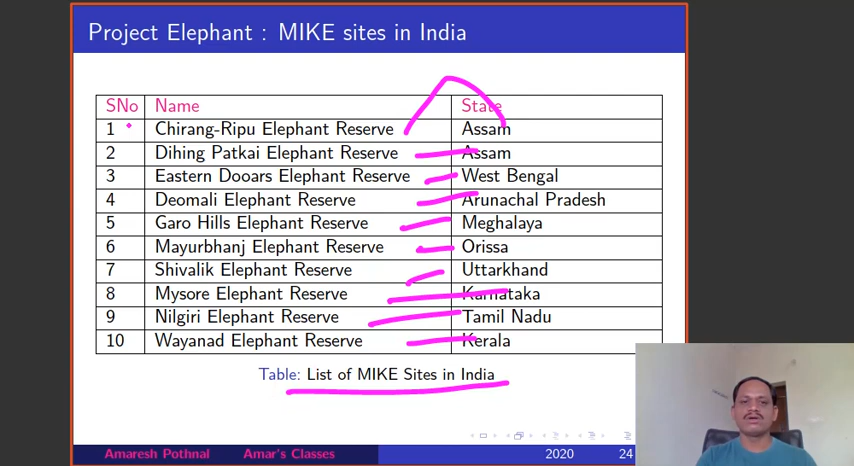 Project Elephant : MIKE sites in India
SNo Name State
1 Chirang-Ripu Elephant Reserve Assam
2 Dihing Patkai Elephant Reserve Assam
3 Eastern Dooars Elephant Reserve West Bengal
4 Deomali Elephant Reserve Arunachal Pradesh
5 Garo Hills Elephant Reserve Meghalaya
6 Mayurbhanj Elephant Reserve Orissa
7 Shivalik Elephant Reserve Uttarkhand
8 Mysore Elephant Reserve Karnataka
9 Nilgiri Elephant Reserve Tamil Nadu
10 Wayanad Elephant Reserve Kerala
Table: List of MIKE Sites in India
Amaresh Pothnal Amar's Classes 2020 24